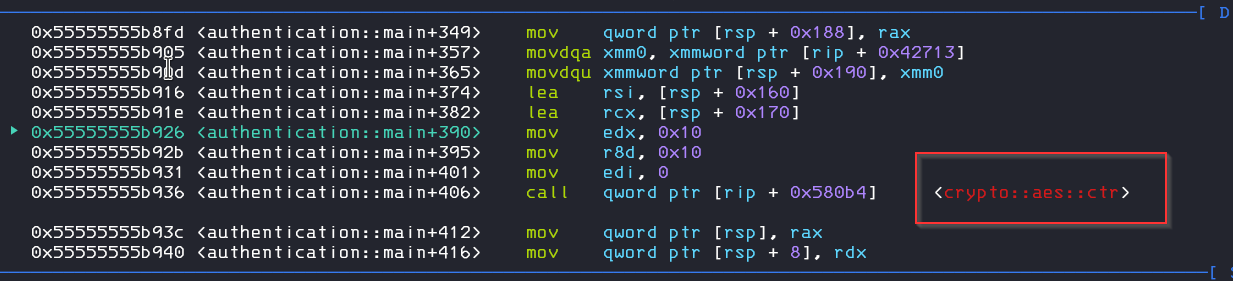 [ D
0x55555555b8fd <authentication::main+349> mov qword ptr [rsp + 0x188], rax
0x55555555b905 <authentication::main+357> movdqa xmm0, xmmword ptr [rip + 0x42713]
0x55555555b90d <authentication::main+365> movdqu xmmword ptr [rsp + 0x190], xmm0
0x55555555b916 <authentication::main+374> lea rsi, [rsp + 0x160]
0x55555555b91e <authentication::main+382> lea rcx, [rsp + 0x170]
0x55555555b926 <authentication::main+390> mov edx, 0x10
0x55555555b92b <authentication::main+395> mov r8d, 0x10
0x55555555b931 <authentication::main+401> mov edi, 0
0x55555555b936 <authentication::main+406> call qword ptr [rip + 0x580b4] <crypto::aes::ctr>
0x55555555b93c <authentication::main+412> mov qword ptr [rsp], rax
0x55555555b940 <authentication::main+416> mov qword ptr [rsp + 8], rdx
[